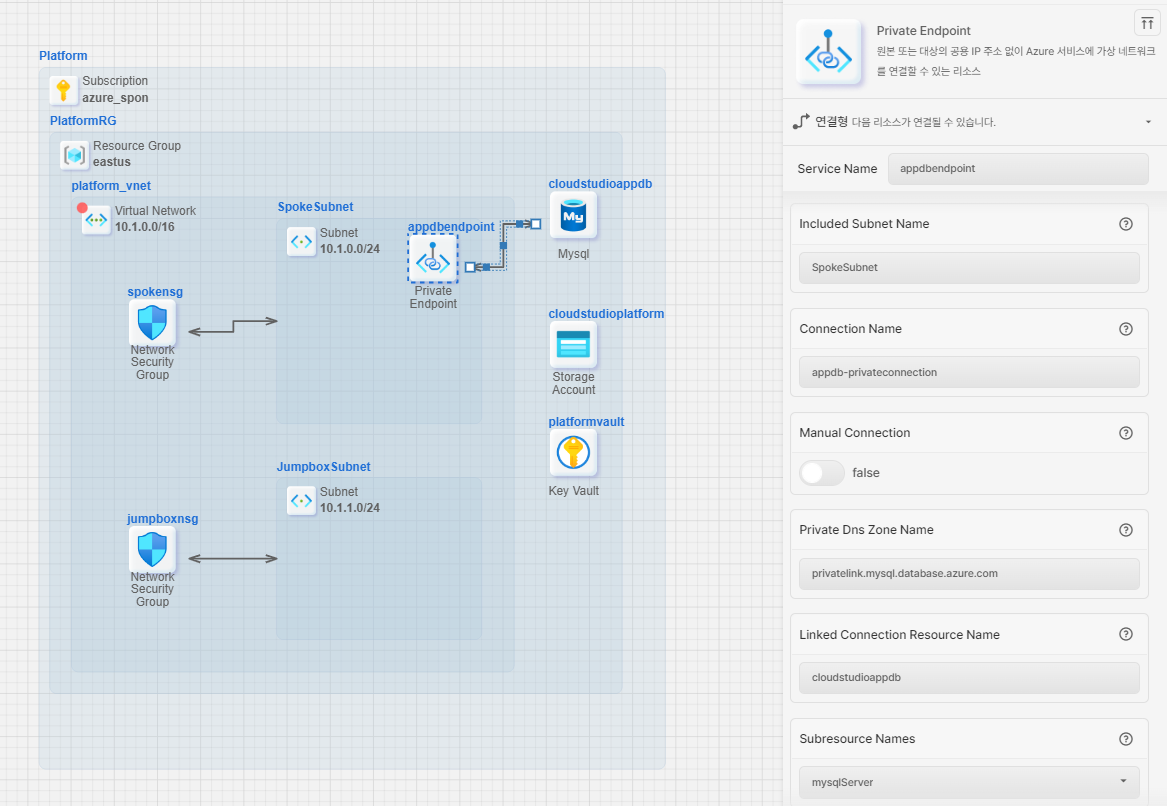 Platform
Subscription
azure_spon
PlatformRG
Resource Group
eastus
platform_vnet
Virtual Network
10.1.0.0/16
SpokeSubnet
Subnet
10.1.0.0/24
appdbendpoint
Private
Endpoint
cloudstudioappdb
My
Mysql
spokensg
Network
Security
Group
cloudstudioplatform
Storage
Account
platformvault
Key Vault
JumpboxSubnet
Subnet
10.1.1.0/24
jumpboxnsg
Network
Security
Group
Private Endpoint
원본 또는 대상의 공용 IP 주소 없이 Azure 서비스에 가상 네트워크
를 연결할 수 있는 리소스
연결형 다음 리소스가 연결될 수 있습니다.
Service Name
appdbendpoint
Included Subnet Name
SpokeSubnet
Connection Name
appdb-privateconnection
Manual Connection
false
Private Dns Zone Name
privatelink.mysql.database.azure.com
Linked Connection Resource Name
cloudstudioappdb
Subresource Names
mysqlServer